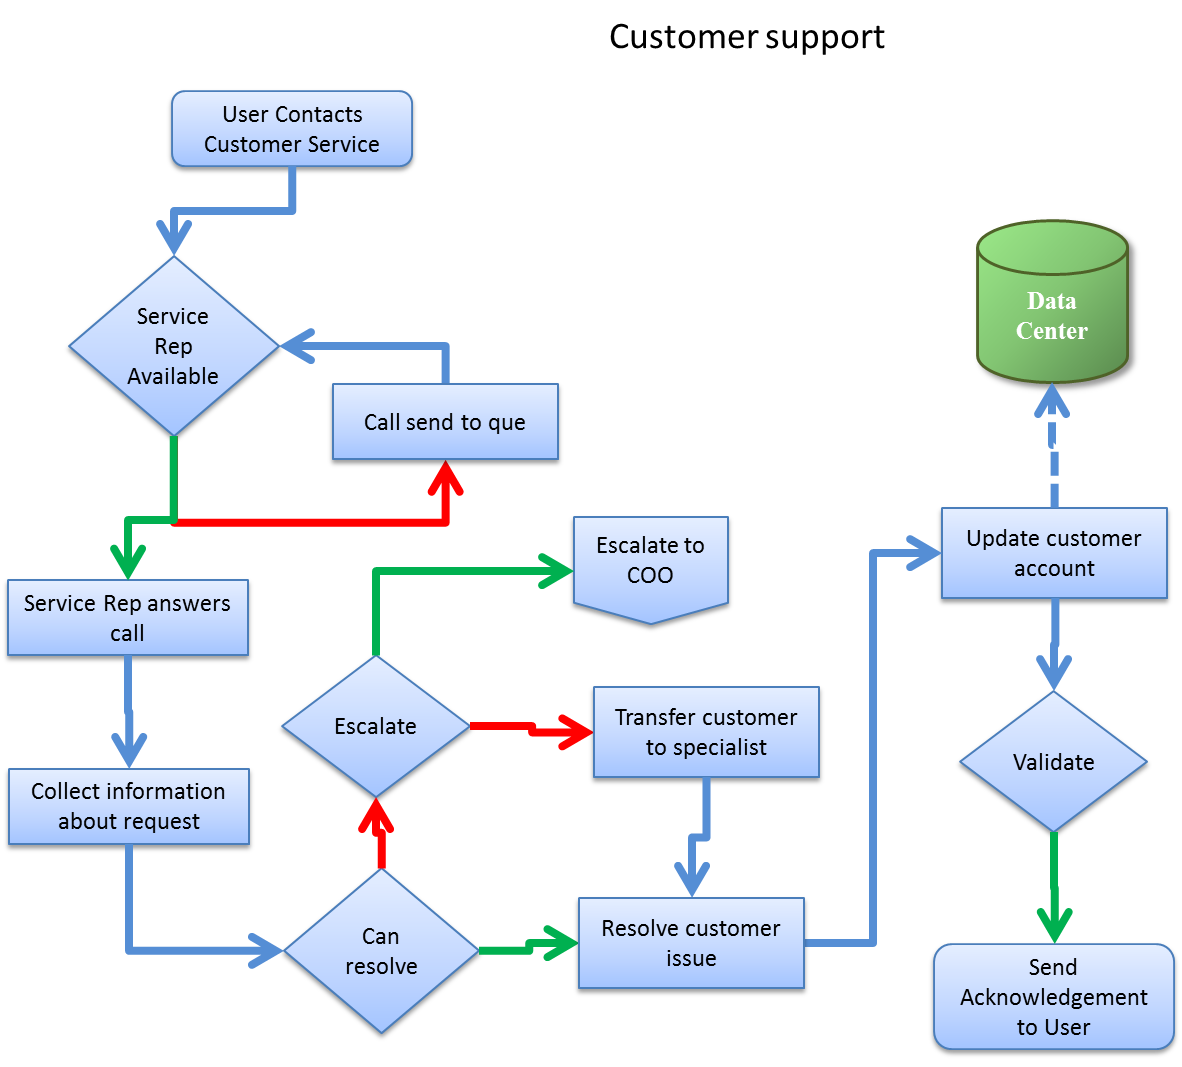 Customer support
User Contacts
Customer Service
Service
Rep
Available
Call send to que
Service Rep answers
call
Collect information
about request
Can
resolve
Escalate
Escalate to
COO
Transfer customer
to specialist
Resolve customer
issue
Data
Center
Update customer
account
Validate
Send
Acknowledgement
to User